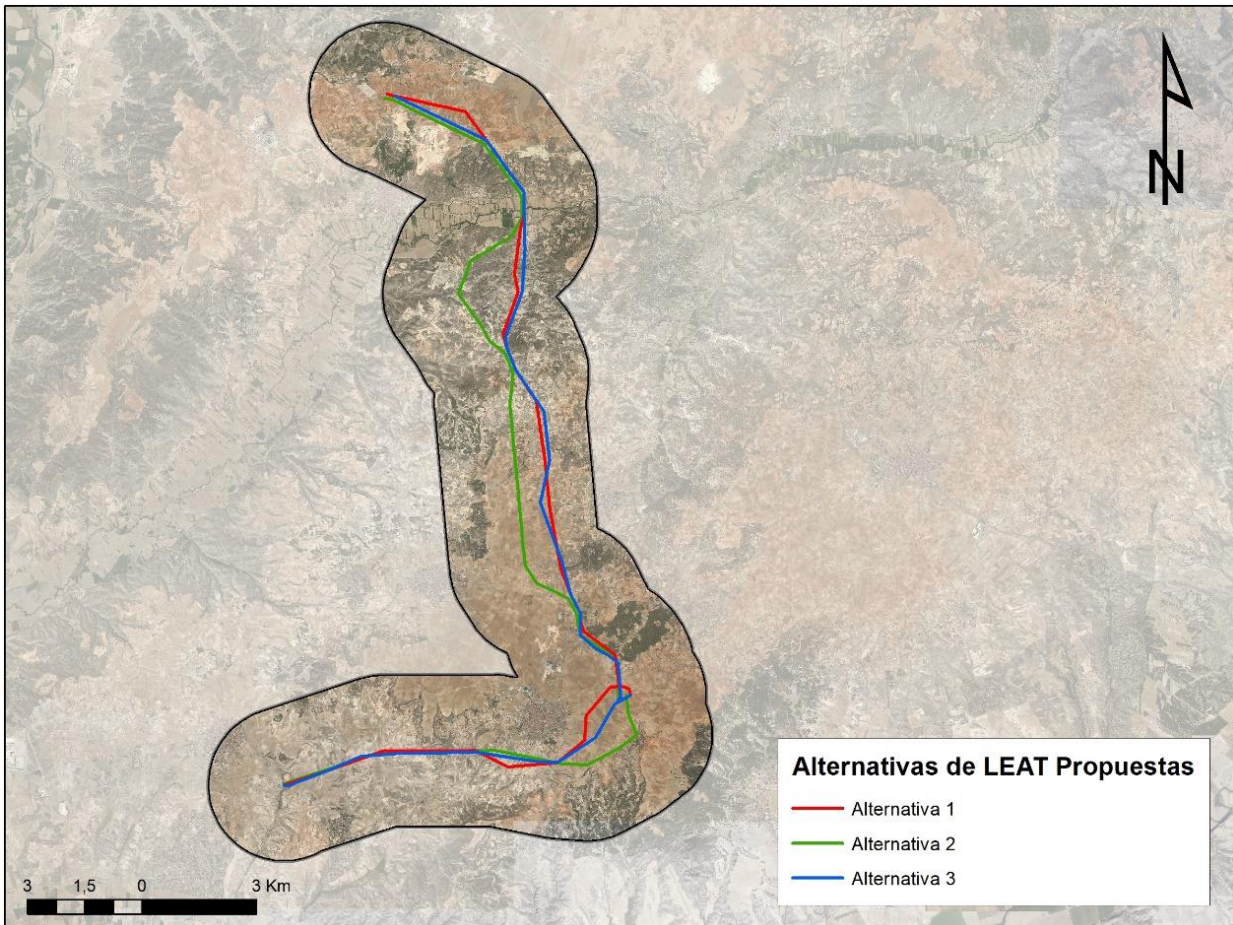 N
Alternativas de LEAT Propuestas
Alternativa 1
Alternativa 2
Alternativa 3
3 1,5 0 3 Km